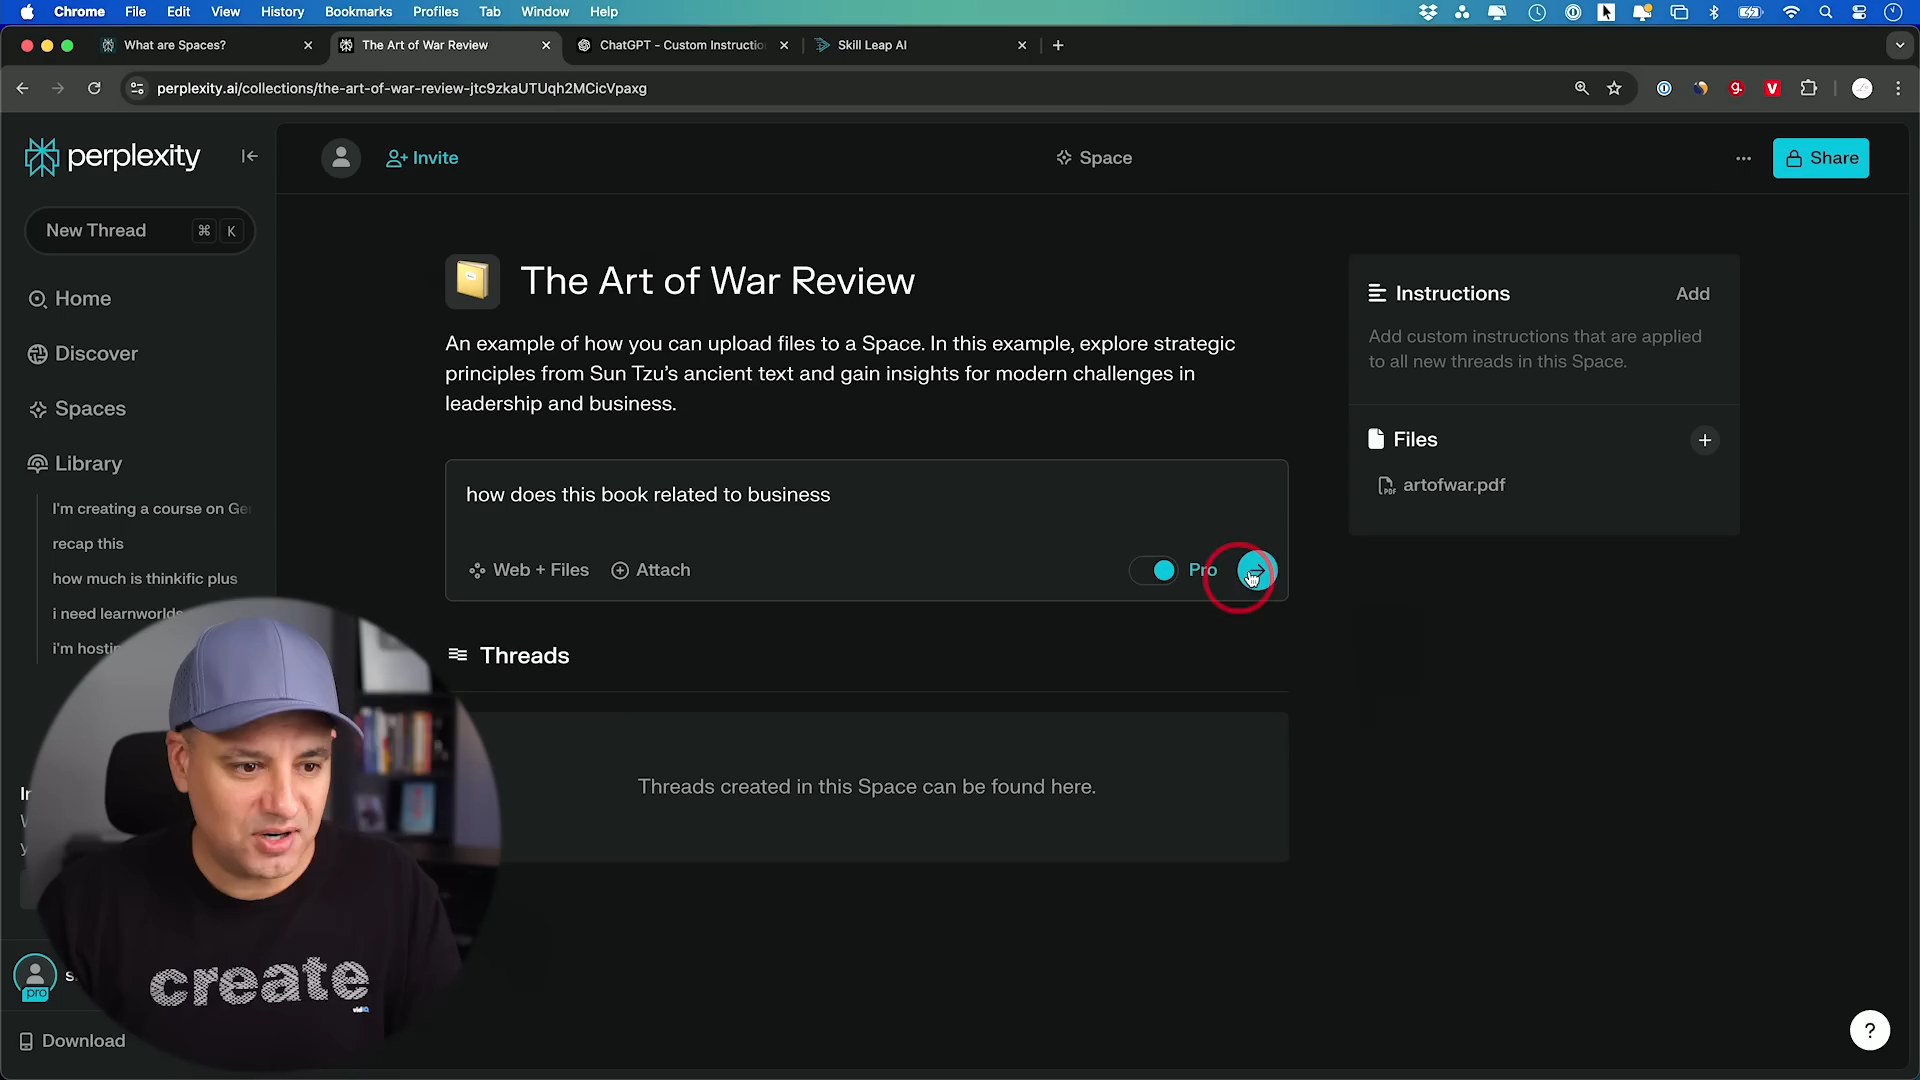 Chrome File Edit View History Bookmarks Profiles Tab Window Help
What are Spaces?
The Art of War Review
ChatGPT - Custom Instructio
Skill Leap AI
perplexity.ai/collections/the-art-of-war-review-jtc9zkaUTUqh2MCicVpaxg
perplexity
Invite
Space
Share
New Thread ⌘ K
Home
Discover
Spaces
Library
I'm creating a course on Ge
recap this
how much is thinkific plus
i need learnworlds
i'm hostin
The Art of War Review
An example of how you can upload files to a Space. In this example, explore strategic
principles from Sun Tzu's ancient text and gain insights for modern challenges in
leadership and business.
how does this book related to business
Web + Files Attach Pro
Threads
Threads created in this Space can be found here.
Instructions Add
Add custom instructions that are applied
to all new threads in this Space.
Files
PDF artofwar.pdf
create
vidIQ
pro
Download
?